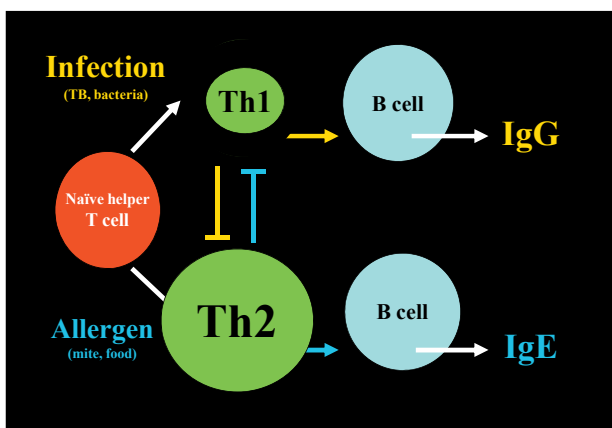 Infection
(TB, bacteria)
Th1
B cell
IgG
Naïve helper
T cell
Allergen
(mite, food)
Th2
B cell
IgE